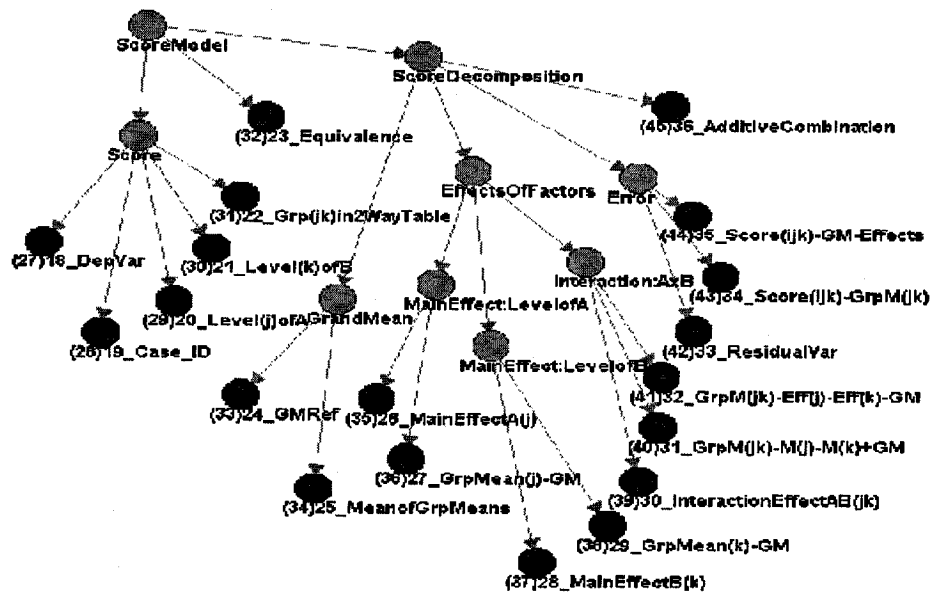 ScoreModel
ScoreDecomposition
(32)23_Equivalence
(45)36_AdditiveCombination
Score
EffectsOfFactors
Error
(31)22_Grp(jk)in2WayTable
(44)35_Score(ijk)-GM-Effects
(27)18_DepVar
(30)21_Level(k)ofB
Interaction:AxB
(43)34_Score(ijk)-GrpM(jk)
(29)20_Level(j)ofA
GrandMean
MainEffect:LevelofA
(28)19_Case_ID
(42)33_ResidualVar
MainEffect:LevelofB
(41)32_GrpM(jk)-Eff(j)-Eff(k)-GM
(33)24_GMRef
(35)26_MainEffectA(j)
(40)31_GrpM(jk)-M(j)-M(k)+GM
(36)27_GrpMean(j)-GM
(34)25_MeanofGrpMeans
(39)30_InteractionEffectAB(jk)
(38)29_GrpMean(k)-GM
(37)28_MainEffectB(k)